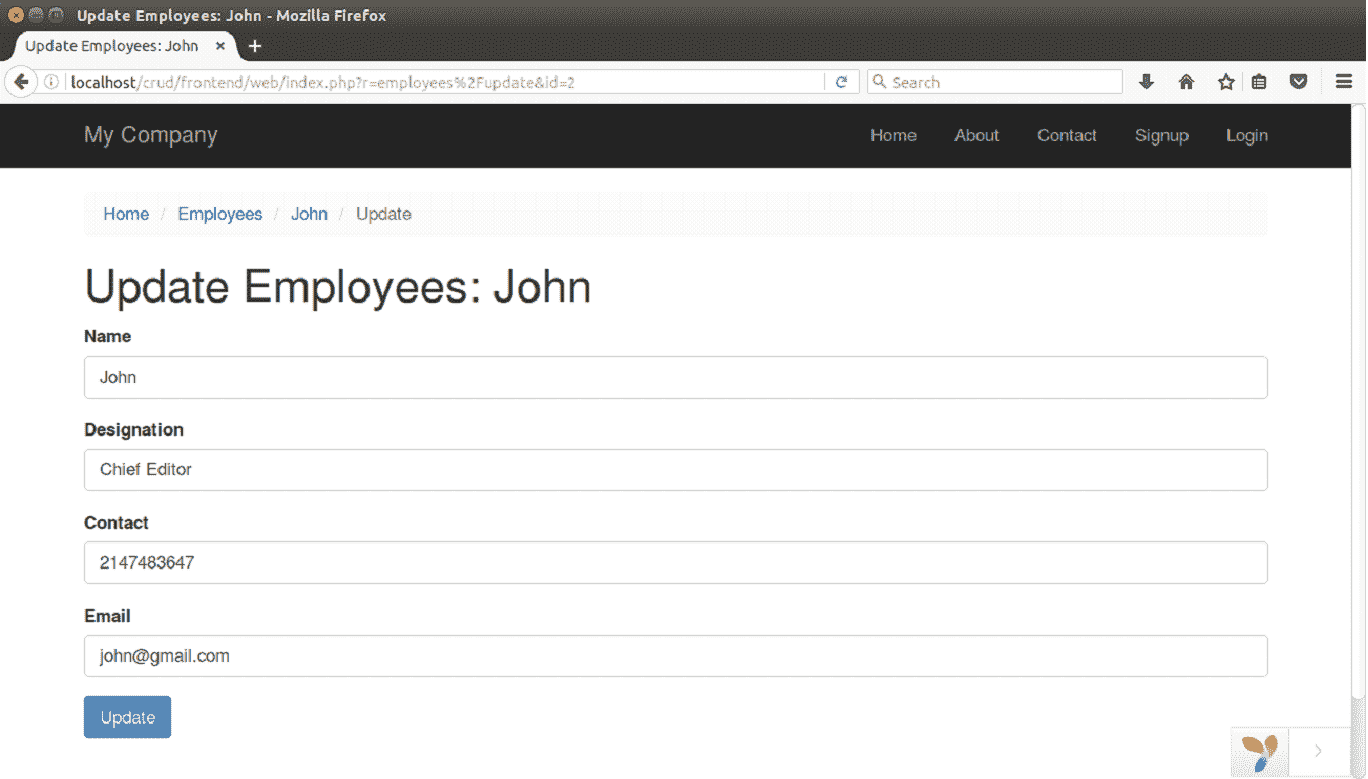 Update Employees: John - Mozilla Firefox
Update Employees: John
localhost/crud/frontend/web/index.php?r=employees%2Fupdate&id=2
Search
My Company Home About Contact Signup Login
Home / Employees / John / Update
Update Employees: John
Name
John
Designation
Chief Editor
Contact
2147483647
Email
john@gmail.com
Update